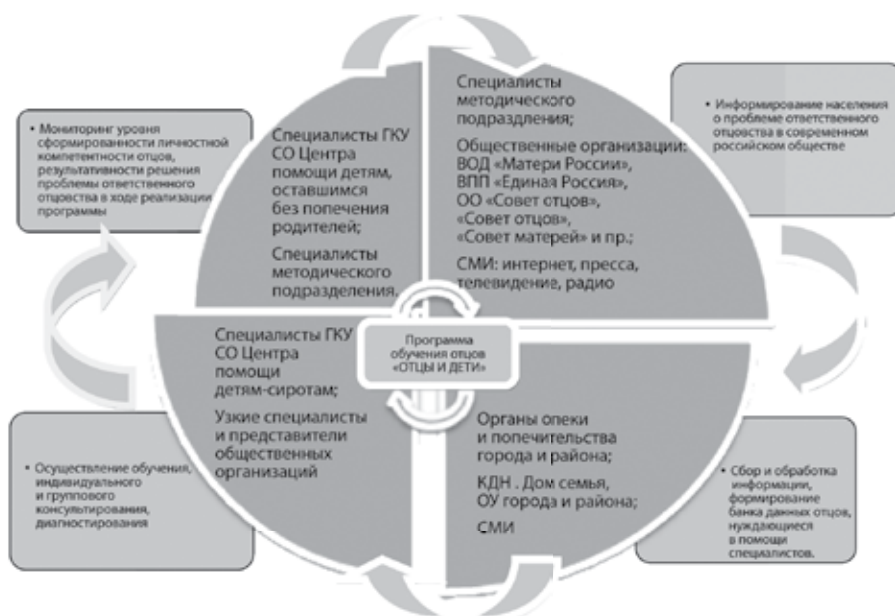 • Мониторинг уровня
сформированности личностной
компетентности отцов,
результативности решения
проблемы ответственного
отцовства в ходе реализации
программы
Специалисты ГКУ
СО Центра
помощи детям,
оставшимся
без попечения
родителей;
Специалисты
методического
подразделения.
Специалисты
методического
подраздления;
Общественные организации:
ВОД «Матери России»,
ВПП «Единая Россия»,
ОО «Совет отцов»,
«Совет отцов»,
«Совет матерей» и пр.;
СМИ: интернет, пресса,
телевидение, радио
• Информирование населения
о проблеме ответственного
отцовства в современном
российском обществе
Программа
обучения отцов
«ОТЦЫ И ДЕТИ»
• Осуществление обучения,
индивидуального
и группового
консультирования,
диагностирования
Специалисты ГКУ
СО Центра
помощи
детям-сиротам;
Узкие специалисты
и представители
общественных
организаций
Органы опеки
и попечительства
города и района;
КДН . Дом семья,
ОУ города и района;
СМИ
• Сбор и обработка
информации,
формирование
банка данных отцов,
нуждающиеся
в помощи
специалистов.